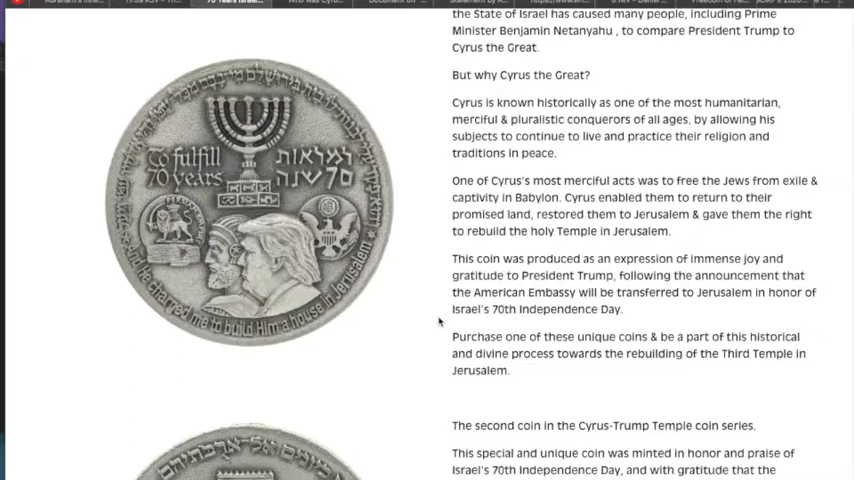 70 Years Israel...
the State of Israel has caused many people, including Prime
Minister Benjamin Netanyahu , to compare President Trump to
Cyrus the Great.
But why Cyrus the Great?
Cyrus is known historically as one of the most humanitarian,
merciful & pluralistic conquerors of all ages, by allowing his
subjects to continue to live and practice their religion and
traditions in peace.
One of Cyrus's most merciful acts was to free the Jews from exile &
captivity in Babylon. Cyrus enabled them to return to their
promised land, restored them to Jerusalem & gave them the right
to rebuild the holy Temple in Jerusalem.
This coin was produced as an expression of immense joy and
gratitude to President Trump, following the announcement that
the American Embassy will be transferred to Jerusalem in honor of
Israel's 70th Independence Day.
Purchase one of these unique coins & be a part of this historical
and divine process towards the rebuilding of the Third Temple in
Jerusalem.
The second coin in the Cyrus-Trump Temple coin series.
This special and unique coin was minted in honor and praise of
Israel's 70th Independence Day, and with gratitude that the
To fulfill
70 years
למלאות
70 שנה
And he charged me to build Him a house in Jerusalem